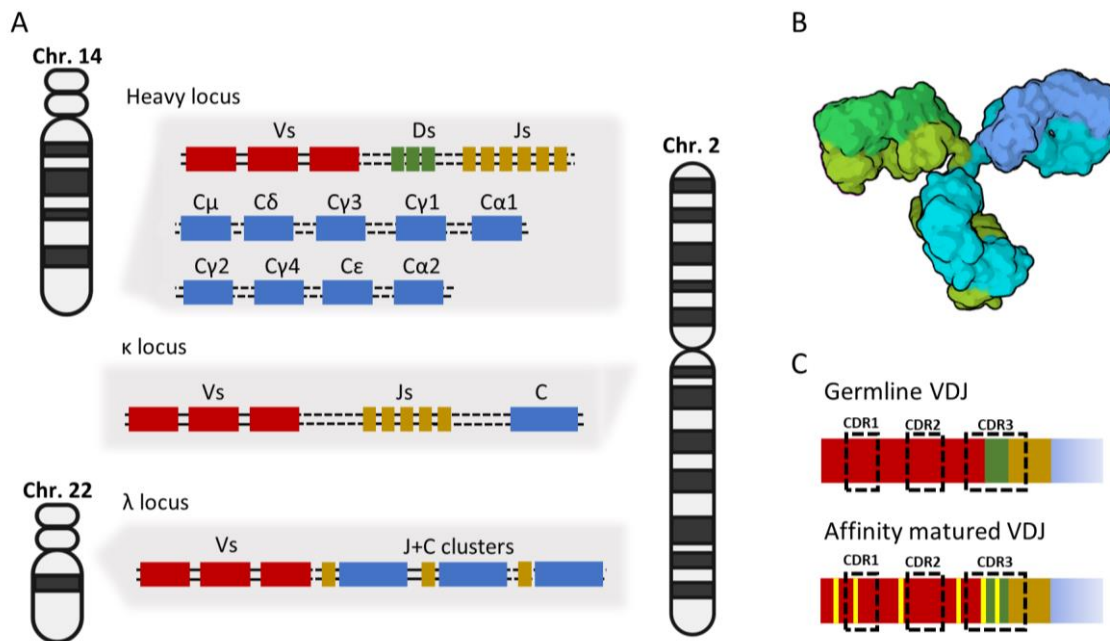 A
Chr. 14
Heavy locus
Vs Ds Js
Cμ Cδ Cγ3 Cγ1 Cα1
Cγ2 Cγ4 Cε Cα2
κ locus
Vs Js C
Chr. 22
λ locus
Vs J+C clusters
Chr. 2
B
C
Germline VDJ
CDR1 CDR2 CDR3
Affinity matured VDJ
CDR1 CDR2 CDR3